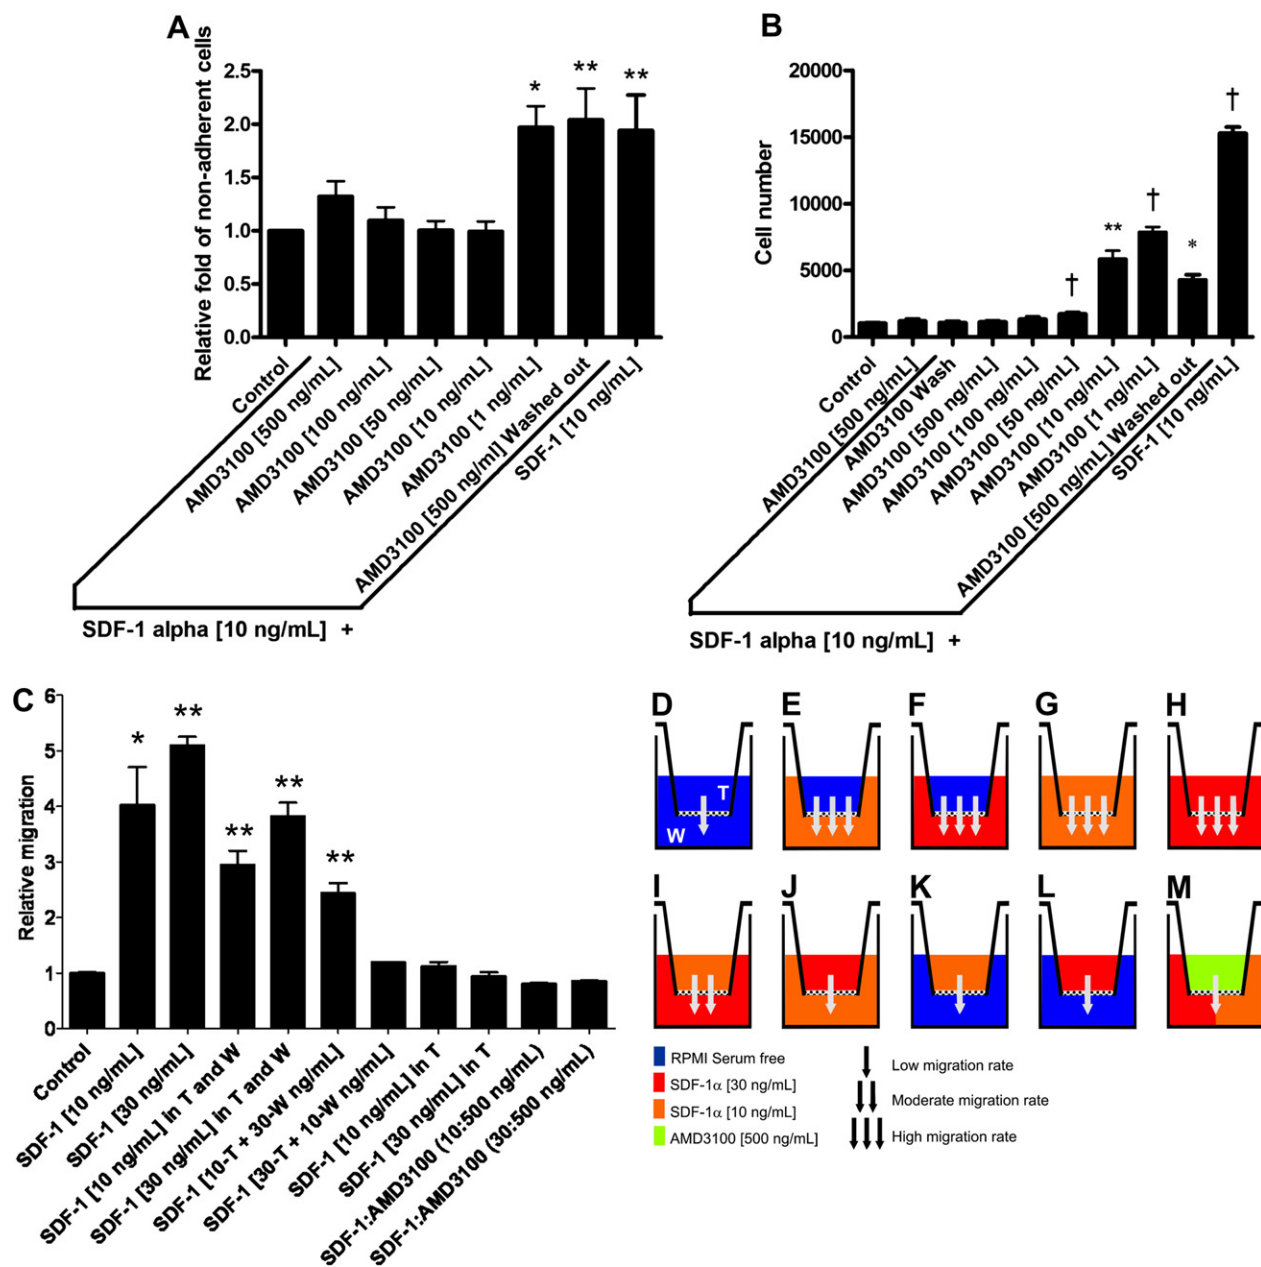 A
Relative fold of non-adherent cells
2.5
2.0
1.5
1.0
0.5
0.0
*
**
**
Control
AMD3100 [500 ng/mL]
AMD3100 [100 ng/mL]
AMD3100 [50 ng/mL]
AMD3100 [10 ng/mL]
AMD3100 [1 ng/mL]
AMD3100 [500 ng/ml] Washed out
SDF-1 [10 ng/mL]
SDF-1 alpha [10 ng/mL] +
B
Cell number
20000
15000
10000
5000
0
†
**
†
*
†
Control
AMD3100 [500 ng/mL]
AMD3100 Wash
AMD3100 [500 ng/mL]
AMD3100 [100 ng/mL]
AMD3100 [50 ng/mL]
AMD3100 [10 ng/mL]
AMD3100 [1 ng/mL]
AMD3100 [500 ng/mL] Washed out
SDF-1 [10 ng/mL]
SDF-1 alpha [10 ng/mL] +
C
Relative migration
6
5
4
3
2
1
0
*
**
**
**
**
Control
SDF-1 [10 ng/mL]
SDF-1 [30 ng/mL]
SDF-1 [10 ng/mL] in T and W
SDF-1 [30 ng/mL] in T and W
SDF-1 [10-T + 30-W ng/mL]
SDF-1 [30-T + 10-W ng/mL]
SDF-1 [10 ng/mL] in T
SDF-1 [30 ng/mL] in T
SDF-1:AMD3100 (10:500 ng/mL)
SDF-1:AMD3100 (30:500 ng/mL)
D
E
F
G
H
T
W
I
J
K
L
M
RPMI Serum free
SDF-1α [30 ng/mL]
SDF-1α [10 ng/mL]
AMD3100 [500 ng/mL]
Low migration rate
Moderate migration rate
High migration rate